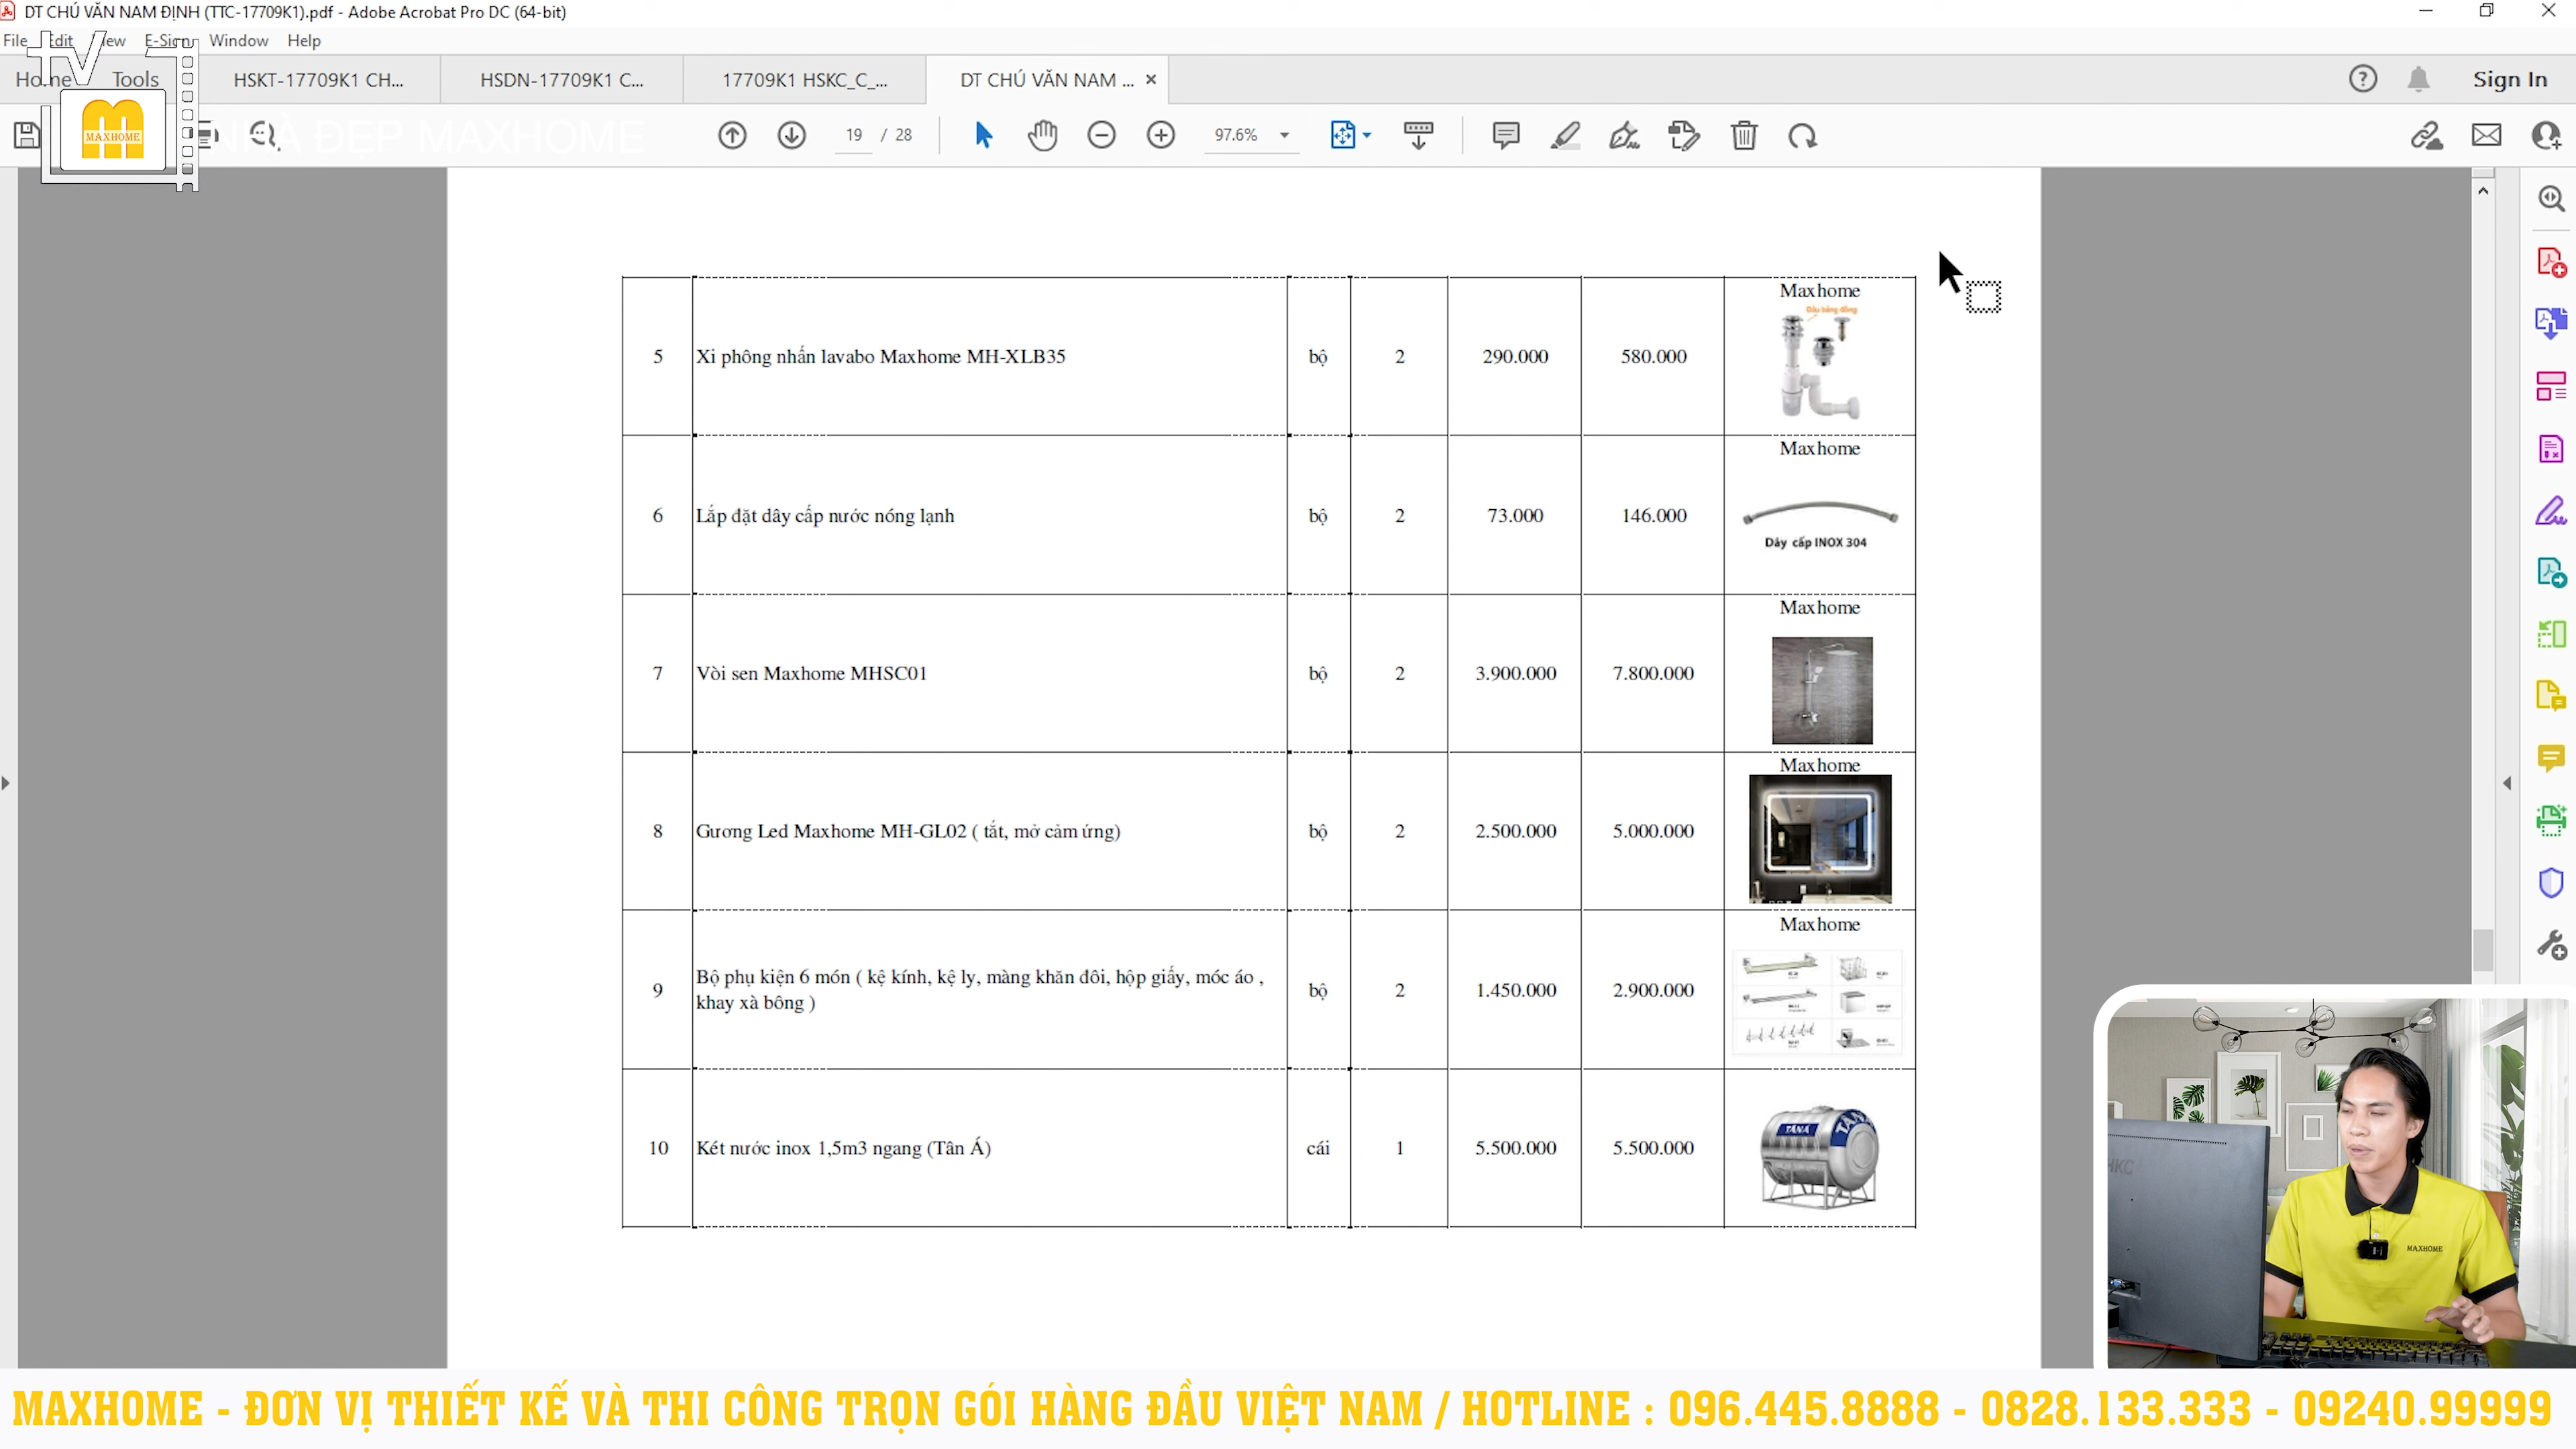 DT CHÚ VĂN NAM ĐỊNH (TTC-17709K1).pdf - Adobe Acrobat Pro DC (64-bit)
File Edit View E-Sign Window Help
Home Tools HSKT-17709K1 CH... HSDN-17709K1 C... 17709K1 HSKC_C_... DT CHÚ VĂN NAM ... Sign In
tv
MAXHOME
NHÀ ĐẸP MAXHOME
19 / 28 97.6%
Maxhome
Đầu bằng đồng
5 Xi phông nhấn lavabo Maxhome MH-XLB35 bộ 2 290.000 580.000
Maxhome
6 Lắp đặt dây cấp nước nóng lạnh bộ 2 73.000 146.000
Dây cấp INOX 304
Maxhome
7 Vòi sen Maxhome MHSC01 bộ 2 3.900.000 7.800.000
Maxhome
8 Gương Led Maxhome MH-GL02 ( tắt, mở cảm ứng) bộ 2 2.500.000 5.000.000
Maxhome
9 Bộ phụ kiện 6 món ( kệ kính, kệ ly, màng khăn đôi, hộp giấy, móc áo ,
khay xà bông ) bộ 2 1.450.000 2.900.000
10 Két nước inox 1,5m3 ngang (Tân Á) cái 1 5.500.000 5.500.000
TÂN Á
HKC
MAXHOME
MAXHOME - ĐƠN VỊ THIẾT KẾ VÀ THI CÔNG TRỌN GÓI HÀNG ĐẦU VIỆT NAM / HOTLINE : 096.445.8888 - 0828.133.333 - 09240.99999